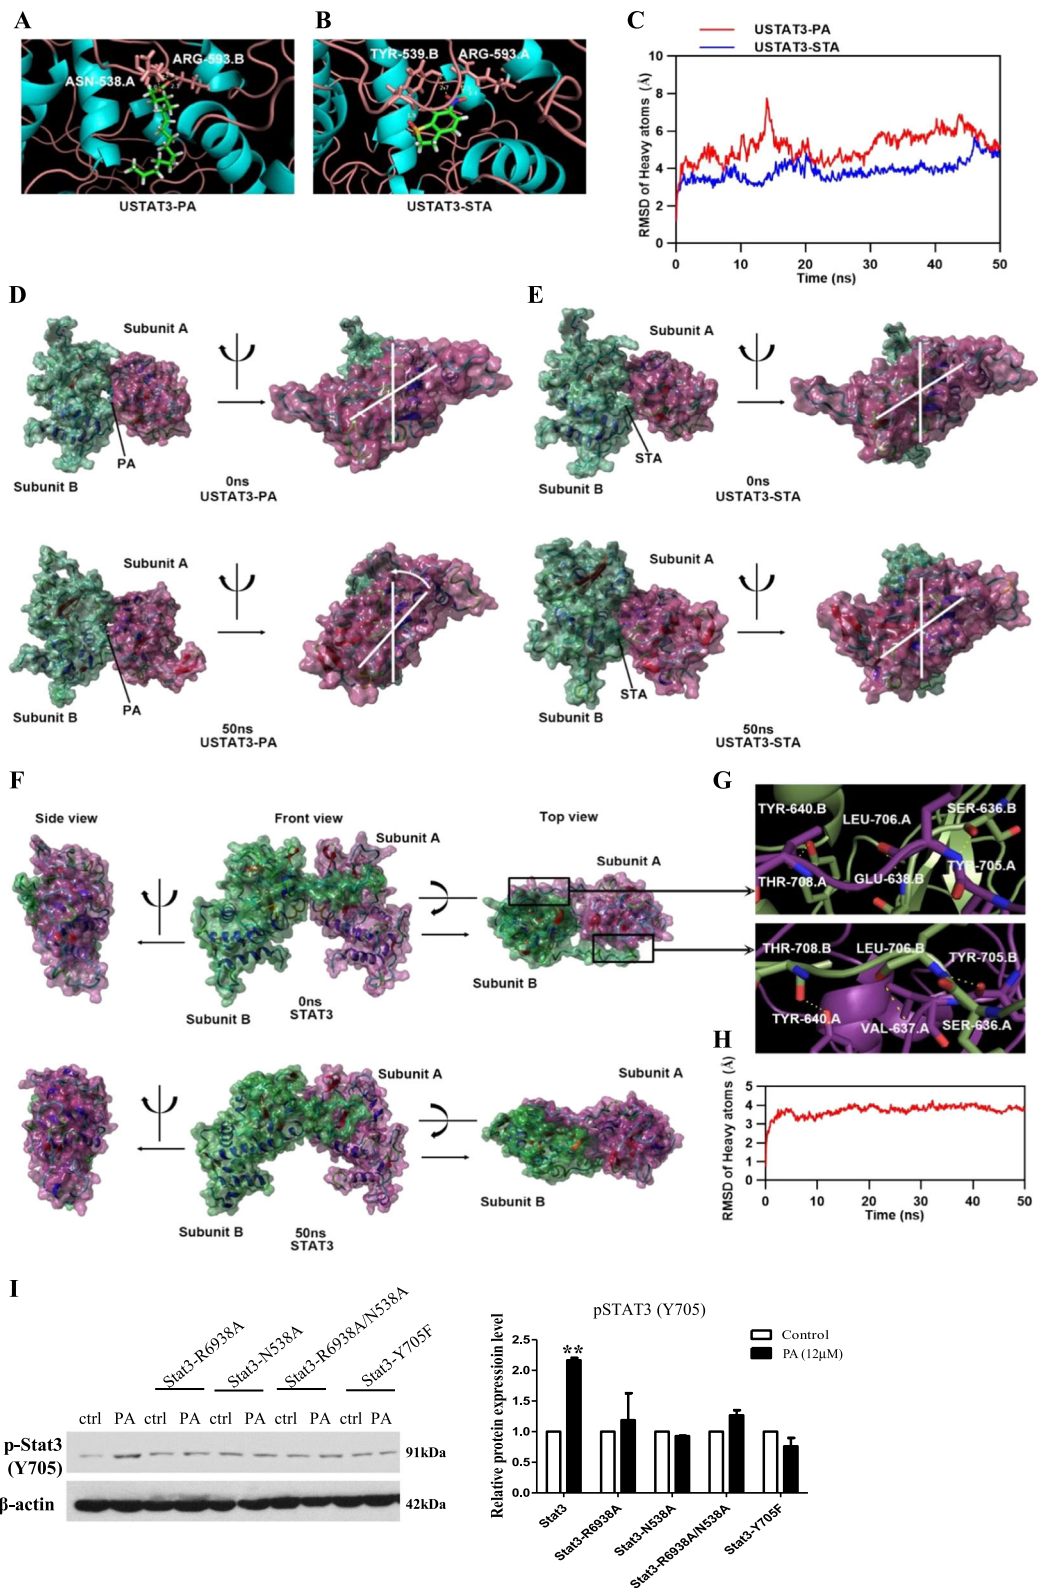 A
ASN-538.A
ARG-593.B
USTAT3-PA
B
TYR-539.B
ARG-593.A
USTAT3-STA
C
USTAT3-PA
USTAT3-STA
RMSD of Heavy atoms (Å)
10
8
6
4
2
0
0 10 20 30 40 50
Time (ns)
D
Subunit A
PA
Subunit B
0ns
USTAT3-PA
Subunit A
PA
Subunit B
50ns
USTAT3-PA
E
Subunit A
STA
Subunit B
0ns
USTAT3-STA
Subunit A
STA
Subunit B
50ns
USTAT3-STA
F
Side view
Front view
Top view
Subunit A
Subunit A
Subunit B
Subunit B
0ns
STAT3
Subunit A
Subunit A
Subunit B
Subunit B
50ns
STAT3
G
TYR-640.B
LEU-706.A
SER-636.B
THR-708.A
GLU-638.B
TYR-705.A
THR-708.B
LEU-706.B
TYR-705.B
TYR-640.A
VAL-637.A
SER-636.A
H
RMSD of Heavy atoms (Å)
5
4
3
2
1
0
0 10 20 30 40 50
Time (ns)
I
Stat3-R6938A
Stat3-N538A
Stat3-R6938A/N538A
Stat3-Y705F
ctrl PA ctrl PA ctrl PA ctrl PA ctrl PA
p-Stat3
(Y705)
91kDa
β-actin
42kDa
pSTAT3 (Y705)
Relative protein expressioin level
2.5
2.0
1.5
1.0
0.5
0.0
**
Control
PA (12μM)
Stat3
Stat3-R6938A
Stat3-N538A
Stat3-R6938A/N538A
Stat3-Y705F